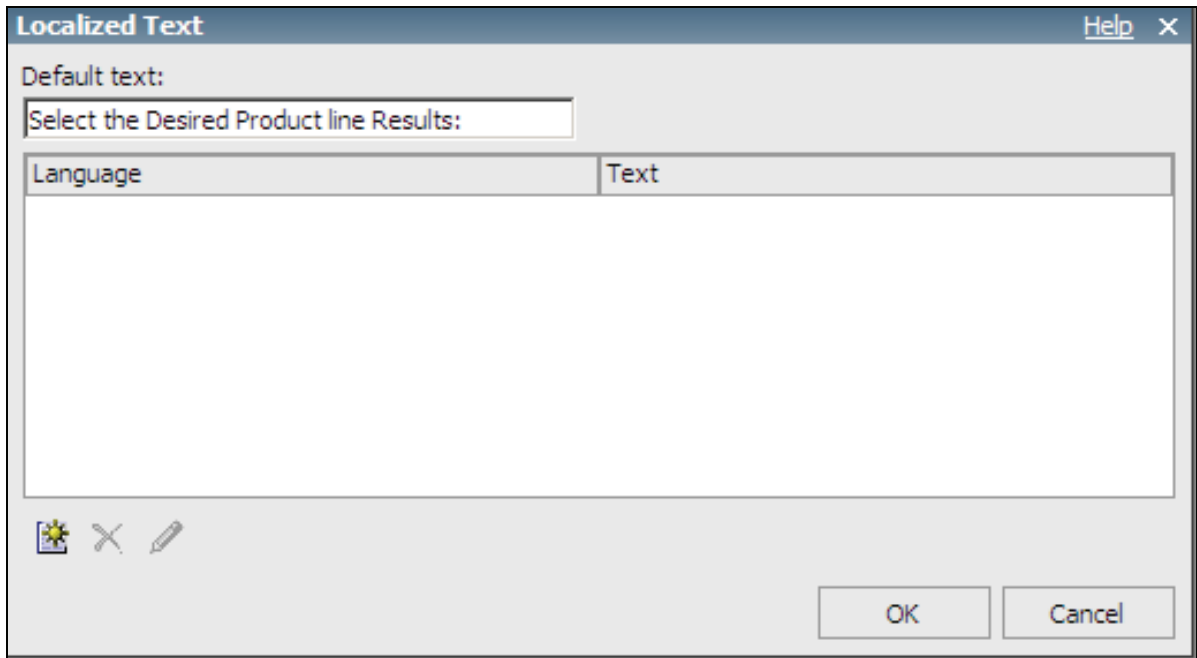 Localized Text Help
Default text:
Select the Desired Product line Results:
Language Text
OK Cancel